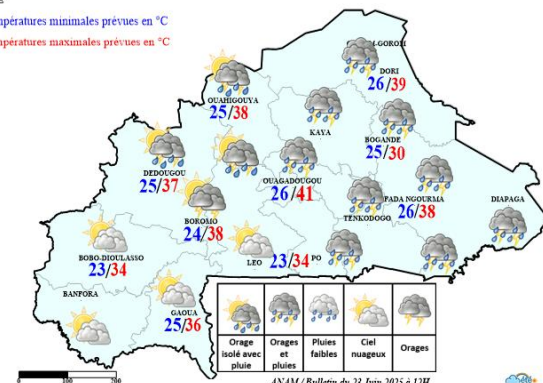 mpératures minimales prévues en °C
mpératures maximales prévues en °C
DORI
26/39
OUAHIGOUYA
25/38
KAYA
BOGANDE
25/30
DEDOUGOU
25/37
OUAGADOUGOU
26/41
FADA NGOURMA
26/38
DIAPAGA
TENKODOGO
BOROMO
24/38
BOBO-DIOULASSO
23/34
LEO
23/34
PO
BANFORA
GAOUA
25/36
Orage isolé avec pluie
Orages et pluies
Pluies faibles
Ciel nuageux
Orages
ANAM / Bulletin du 23 Juin 2025 à 12H